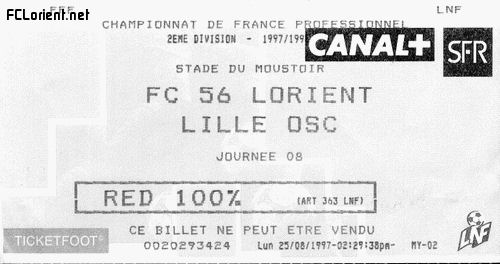 FCLorient.net
FFF LNF
CHAMPIONNAT DE FRANCE PROFESSIONNEL
2EME DIVISION - 1997/199
CANAL+ SFR
STADE DU MOUSTOIR
FC 56 LORIENT
LILLE OSC
JOURNEE 08
RED 100% (ART 363 LNF)
CE BILLET NE PEUT ETRE VENDU
TICKETFOOT©
0020293424 Lun 25/08/1997-02:29:38pm- MY-02
LNF